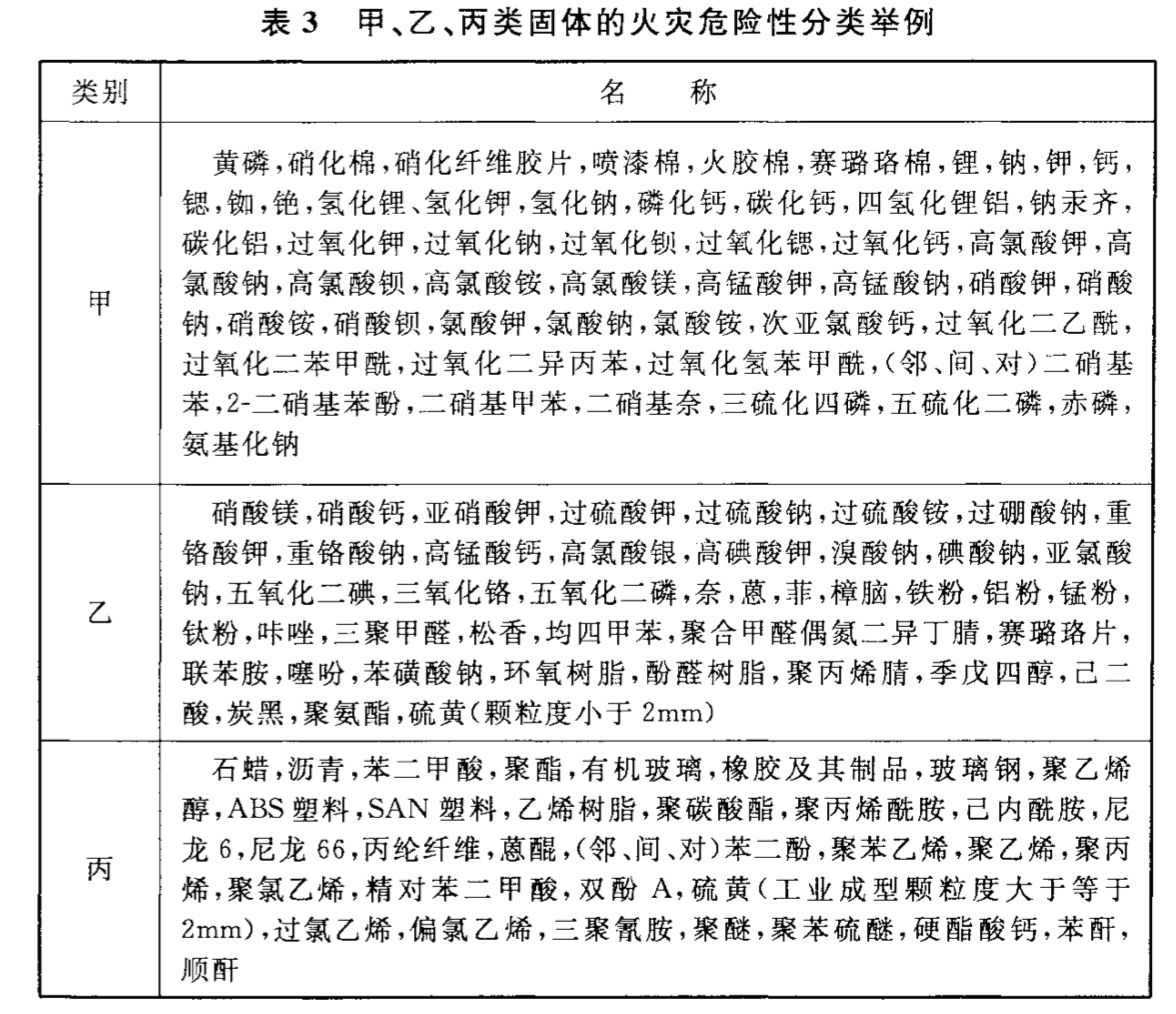 表 3 甲、乙、丙类固体的火灾危险性分类举例
类别 名 称
甲
黄磷,硝化棉,硝化纤维胶片,喷漆棉,火胶棉,赛璐珞棉,锂,钠,钾,钙,
锶,铷,铯,氢化锂、氢化钾,氢化钠,磷化钙,碳化钙,四氢化锂铝,钠汞齐,
碳化铝,过氧化钾,过氧化钠,过氧化钡,过氧化锶,过氧化钙,高氯酸钾,高
氯酸钠,高氯酸钡,高氯酸铵,高氯酸镁,高锰酸钾,高锰酸钠,硝酸钾,硝酸
钠,硝酸铵,硝酸钡,氯酸钾,氯酸钠,氯酸铵,次亚氯酸钙,过氧化二乙酰,
过氧化二苯甲酰,过氧化二异丙苯,过氧化氢苯甲酰,(邻、间、对)二硝基
苯,2-二硝基苯酚,二硝基甲苯,二硝基奈,三硫化四磷,五硫化二磷,赤磷,
氨基化钠
乙
硝酸镁,硝酸钙,亚硝酸钾,过硫酸钾,过硫酸钠,过硫酸铵,过硼酸钠,重
铬酸钾,重铬酸钠,高锰酸钙,高氯酸银,高碘酸钾,溴酸钠,碘酸钠,亚氯酸
钠,五氧化二碘,三氧化铬,五氧化二磷,奈,蒽,菲,樟脑,铁粉,铝粉,锰粉,
钛粉,咔唑,三聚甲醛,松香,均四甲苯,聚合甲醛偶氮二异丁腈,赛璐珞片,
联苯胺,噻吩,苯磺酸钠,环氧树脂,酚醛树脂,聚丙烯腈,季戊四醇,己二
酸,炭黑,聚氨酯,硫黄(颗粒度小于 2mm)
丙
石蜡,沥青,苯二甲酸,聚酯,有机玻璃,橡胶及其制品,玻璃钢,聚乙烯
醇,ABS 塑料,SAN 塑料,乙烯树脂,聚碳酸酯,聚丙烯酰胺,己内酰胺,尼
龙 6,尼龙 66,丙纶纤维,蒽醌,(邻、间、对)苯二酚,聚苯乙烯,聚乙烯,聚丙
烯,聚氯乙烯,精对苯二甲酸,双酚 A,硫黄(工业成型颗粒度大于等于
2mm),过氯乙烯,偏氯乙烯,三聚氰胺,聚醚,聚苯硫醚,硬酯酸钙,苯酐,
顺酐